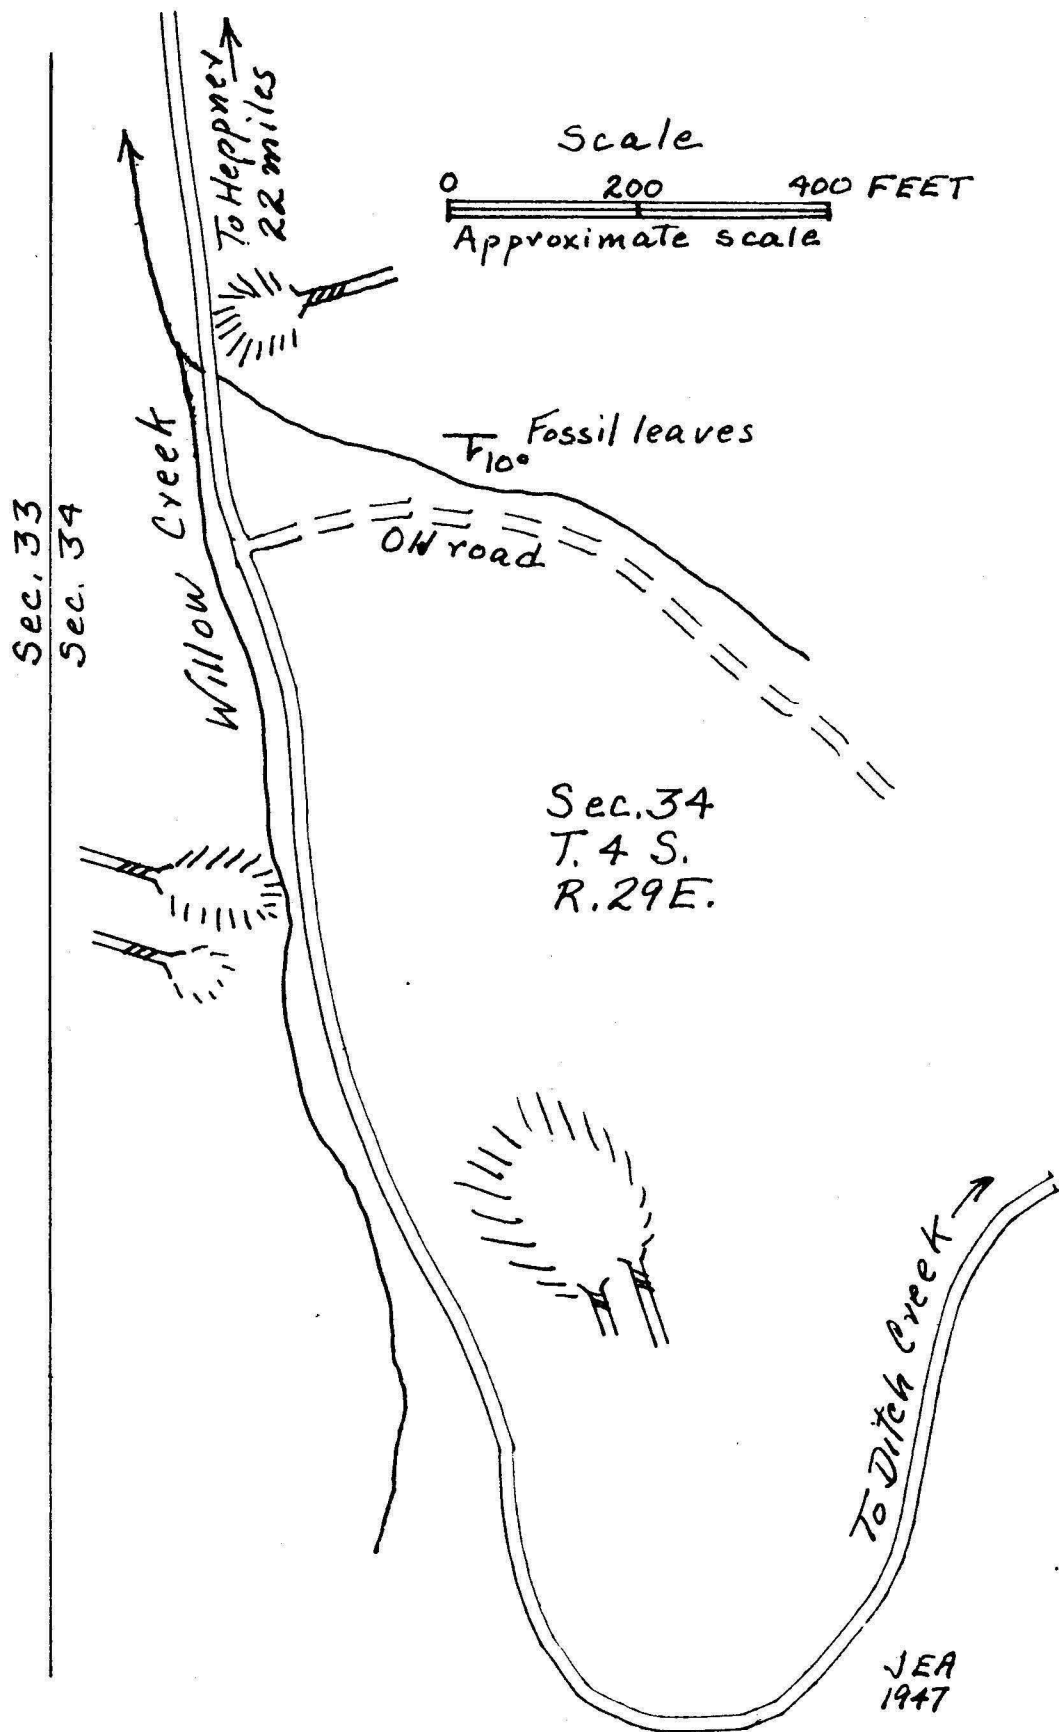 To Heppner
22 miles
Scale
0 200 400 FEET
Approximate scale
Fossil leaves
10°
Old road
Willow Creek
Sec. 33
Sec. 34
Sec. 34
T. 4 S.
R. 29 E.
To Ditch Creek
JEA
1947